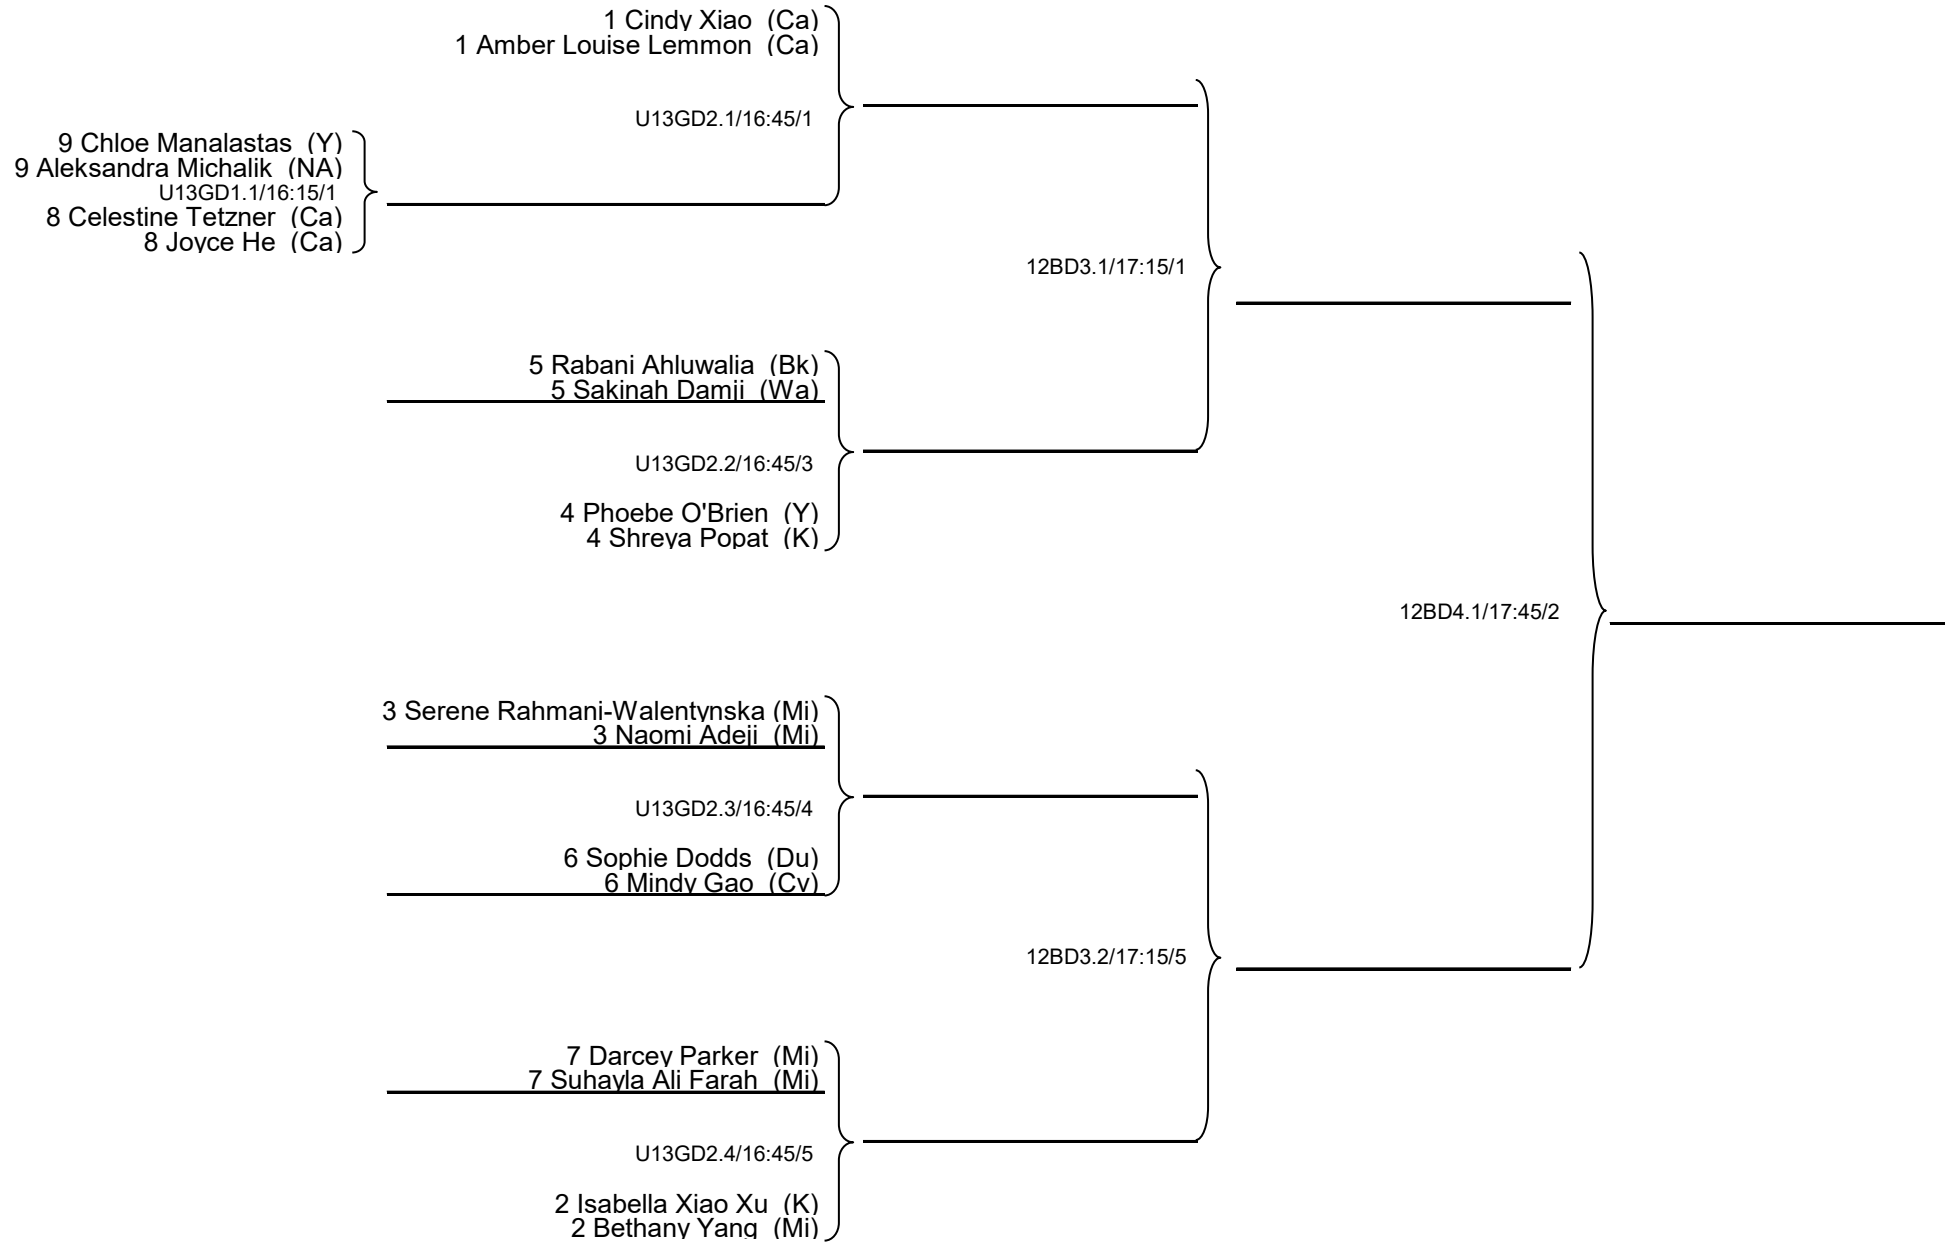 1 Cindy Xiao (Ca)
1 Amber Louise Lemmon (Ca)
U13GD2.1/16:45/1
9 Chloe Manalastas (Y)
9 Aleksandra Michalik (NA)
U13GD1.1/16:15/1
8 Celestine Tetzner (Ca)
8 Joyce He (Ca)
12BD3.1/17:15/1
5 Rabani Ahluwalia (Bk)
5 Sakinah Damji (Wa)
U13GD2.2/16:45/3
4 Phoebe O'Brien (Y)
4 Shreya Popat (K)
12BD4.1/17:45/2
3 Serene Rahmani-Walentynska (Mi)
3 Naomi Adeji (Mi)
U13GD2.3/16:45/4
6 Sophie Dodds (Du)
6 Mindy Gao (Cv)
12BD3.2/17:15/5
7 Darcey Parker (Mi)
7 Suhayla Ali Farah (Mi)
U13GD2.4/16:45/5
2 Isabella Xiao Xu (K)
2 Bethany Yang (Mi)